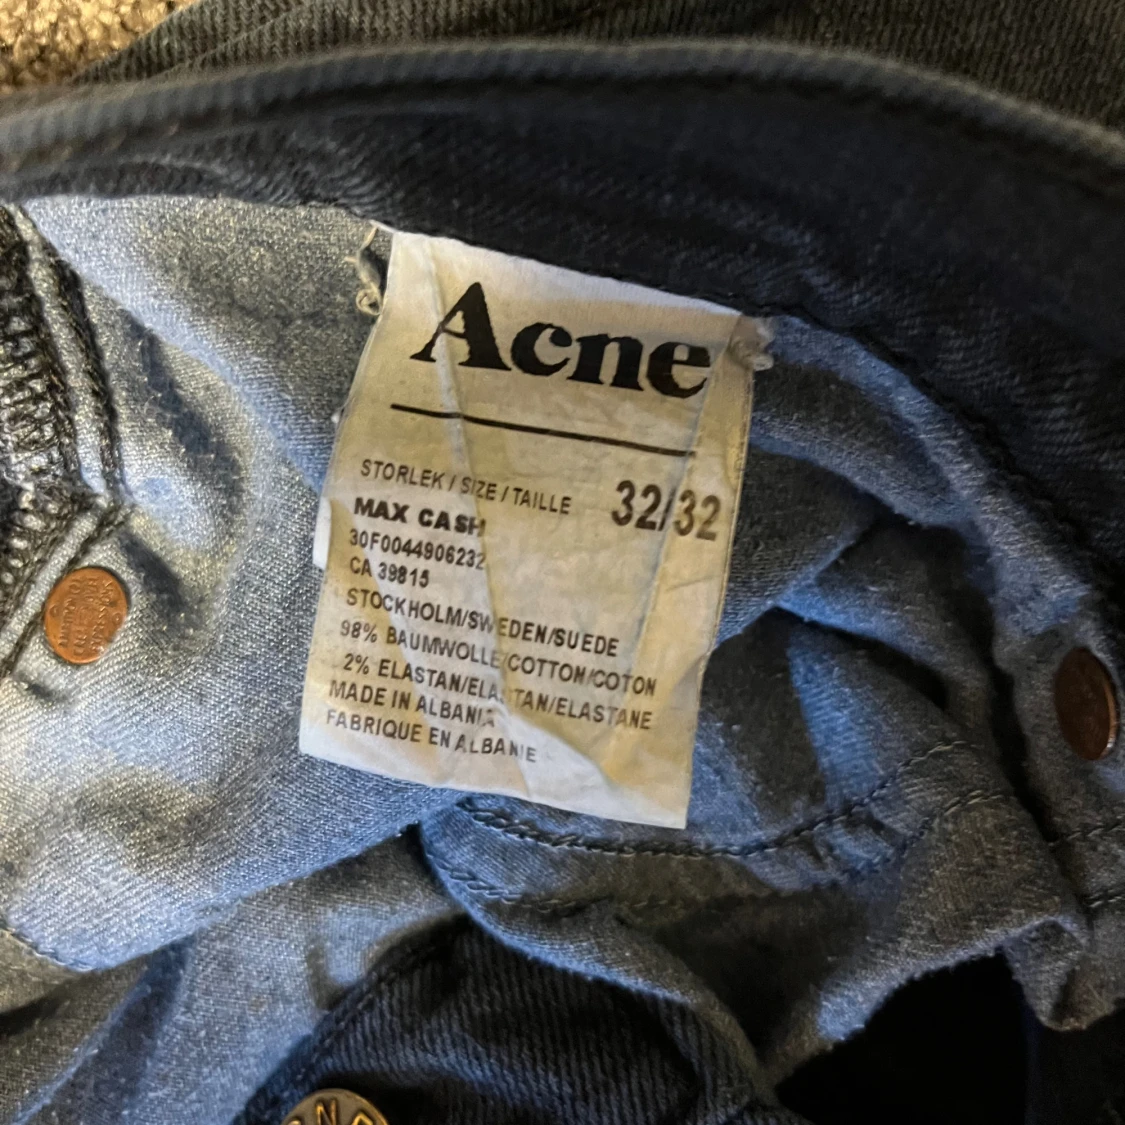 Acne
STORLEK / SIZE / TAILLE 32/32
MAX CASH
30F0044906232
CA 39815
STOCKHOLM/SWEDEN/SUEDE
98% BAUMWOLLE/COTTON/COTON
2% ELASTAN/ELASTAN/ELASTANE
MADE IN ALBANIA
FABRIQUE EN ALBANIE